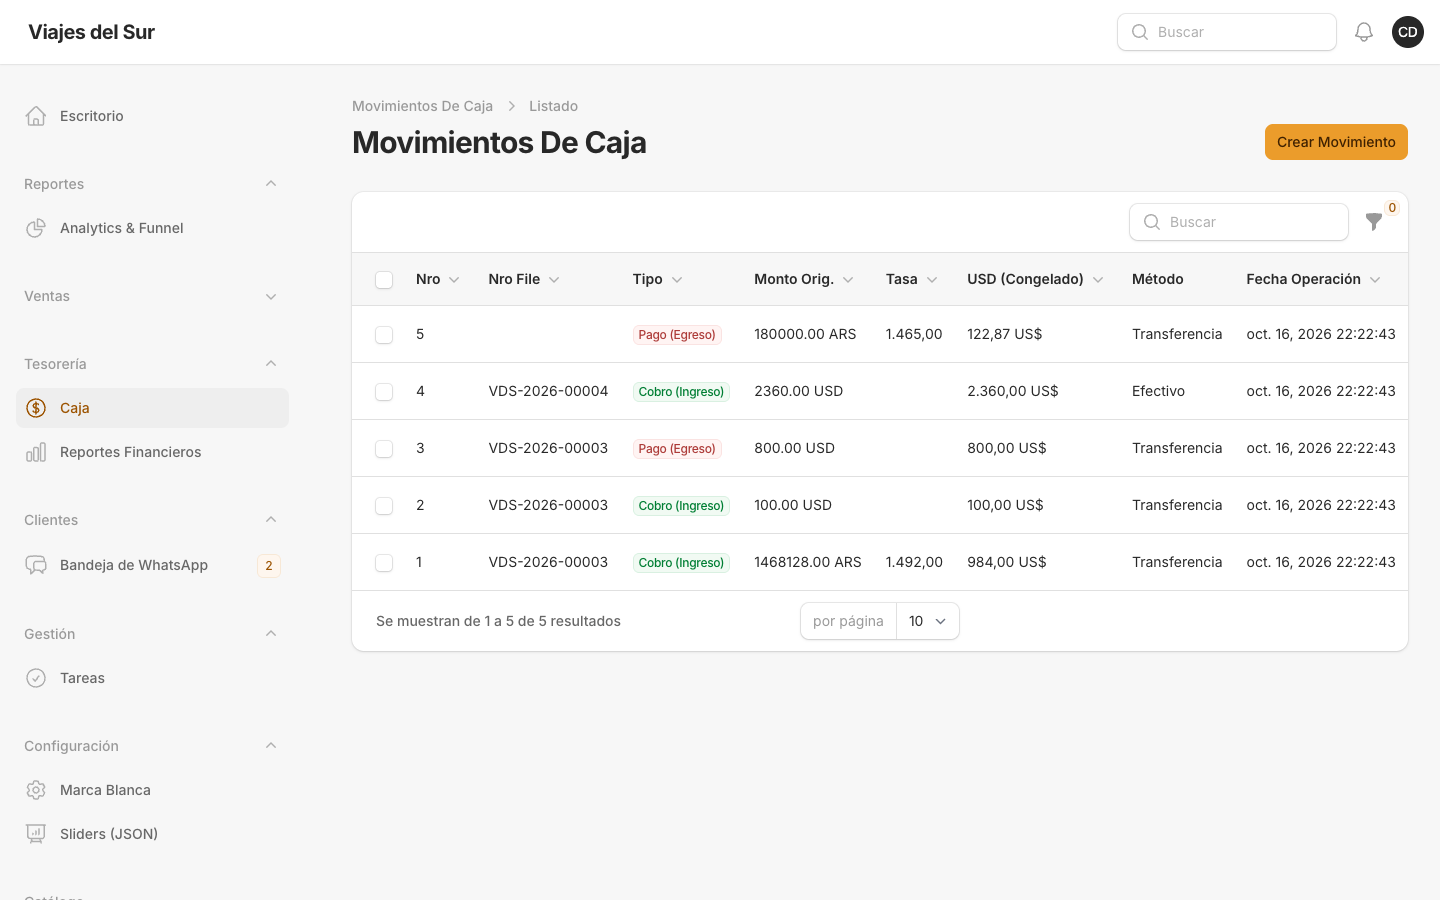 Viajes del Sur
Buscar
CD
Escritorio
Reportes
Analytics & Funnel
Ventas
Tesorería
Caja
Reportes Financieros
Clientes
Bandeja de WhatsApp 2
Gestión
Tareas
Configuración
Marca Blanca
Sliders (JSON)
Movimientos De Caja > Listado
Movimientos De Caja
Crear Movimiento
Buscar
0
Nro Nro File Tipo Monto Orig. Tasa USD (Congelado) Método Fecha Operación
5 Pago (Egreso) 180000.00 ARS 1.465,00 122,87 US$ Transferencia oct. 16, 2026 22:22:43
4 VDS-2026-00004 Cobro (Ingreso) 2360.00 USD 2.360,00 US$ Efectivo oct. 16, 2026 22:22:43
3 VDS-2026-00003 Pago (Egreso) 800.00 USD 800,00 US$ Transferencia oct. 16, 2026 22:22:43
2 VDS-2026-00003 Cobro (Ingreso) 100.00 USD 100,00 US$ Transferencia oct. 16, 2026 22:22:43
1 VDS-2026-00003 Cobro (Ingreso) 1468128.00 ARS 1.492,00 984,00 US$ Transferencia oct. 16, 2026 22:22:43
Se muestran de 1 a 5 de 5 resultados
por página 10